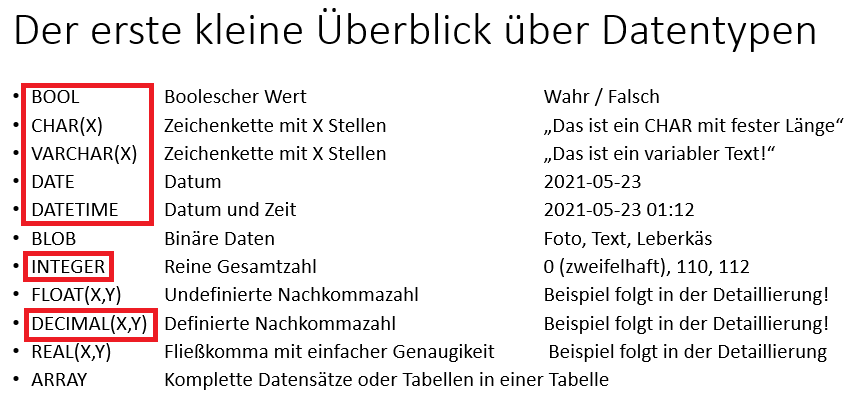 Der erste kleine Überblick über Datentypen
• BOOL Boolescher Wert Wahr / Falsch
• CHAR(X) Zeichenkette mit X Stellen „Das ist ein CHAR mit fester Länge“
• VARCHAR(X) Zeichenkette mit X Stellen „Das ist ein variabler Text!“
• DATE Datum 2021-05-23
• DATETIME Datum und Zeit 2021-05-23 01:12
• BLOB Binäre Daten Foto, Text, Leberkäs
• INTEGER Reine Gesamtzahl 0 (zweifelhaft), 110, 112
• FLOAT(X,Y) Undefinierte Nachkommazahl Beispiel folgt in der Detaillierung!
• DECIMAL(X,Y) Definierte Nachkommazahl Beispiel folgt in der Detaillierung!
• REAL(X,Y) Fließkomma mit einfacher Genaugikeit Beispiel folgt in der Detaillierung
• ARRAY Komplette Datensätze oder Tabellen in einer Tabelle